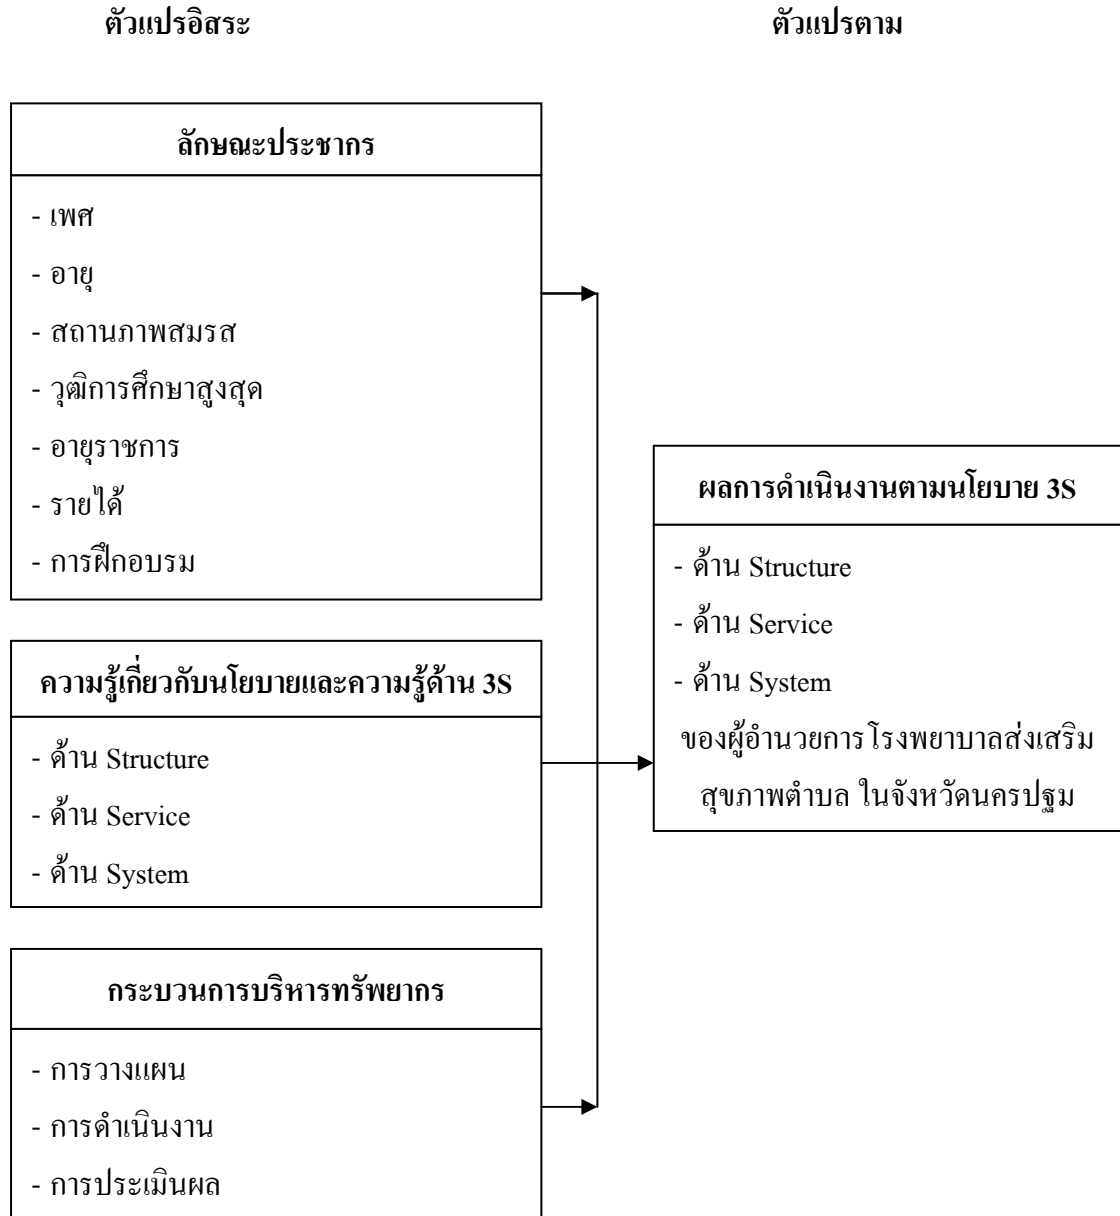 ตัวแปรอิสระ
ตัวแปรตาม
ลักษณะประชากร
- เพศ
- อายุ
- สถานภาพสมรส
- วุฒิการศึกษาสูงสุด
- อายุราชการ
- รายได้
- การฝึกอบรม
ความรู้เกี่ยวกับนโยบายและความรู้ด้าน 3S
- ด้าน Structure
- ด้าน Service
- ด้าน System
กระบวนการบริหารทรัพยากร
- การวางแผน
- การดำเนินงาน
- การประเมินผล
ผลการดำเนินงานตามนโยบาย 3S
- ด้าน Structure
- ด้าน Service
- ด้าน System
ของผู้อำนวยการโรงพยาบาลส่งเสริม
สุขภาพตำบล ในจังหวัดนครปฐม